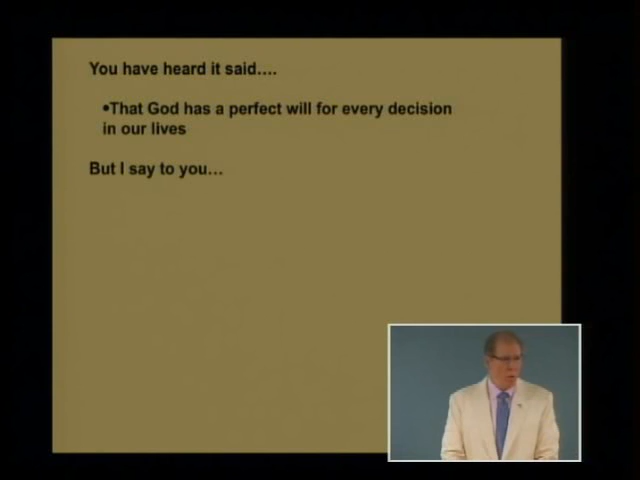 You have heard it said....
•That God has a perfect will for every decision
in our lives
But I say to you...